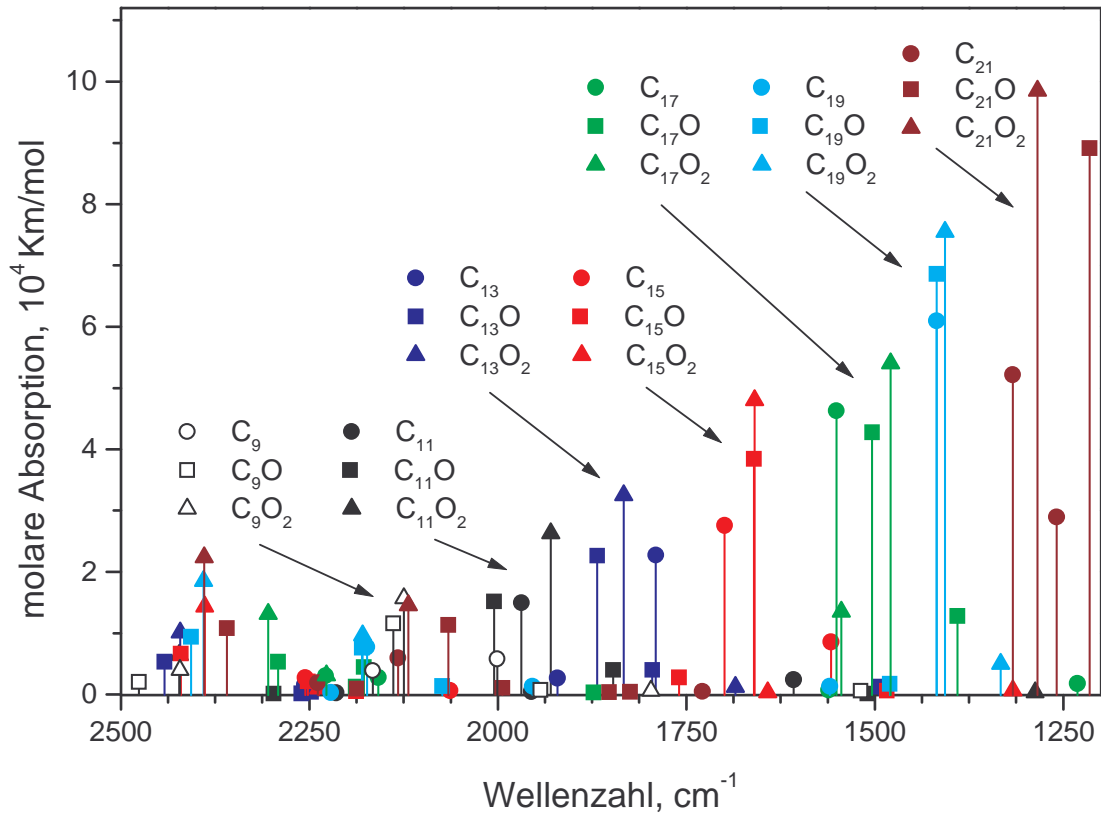 molare Absorption, 10⁴ Km/mol
10
8
6
4
2
0
C₉
C₉O
C₉O₂
C₁₁
C₁₁O
C₁₁O₂
C₁₃
C₁₃O
C₁₃O₂
C₁₅
C₁₅O
C₁₅O₂
C₁₇
C₁₇O
C₁₇O₂
C₁₉
C₁₉O
C₁₉O₂
C₂₁
C₂₁O
C₂₁O₂
2500 2250 2000 1750 1500 1250
Wellenzahl, cm⁻¹